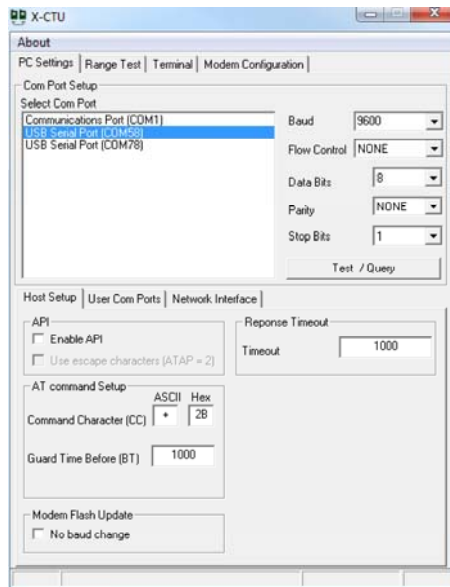 X-CTU
About
PC Settings Range Test Terminal Modem Configuration
Com Port Setup
Select Com Port
Communications Port (COM1)
USB Serial Port (COM58)
USB Serial Port (COM78)
Baud 9600
Flow Control NONE
Data Bits 8
Parity NONE
Stop Bits 1
Test / Query
Host Setup User Com Ports Network Interface
API
Enable API
Use escape characters (ATAP = 2)
Reponse Timeout
Timeout 1000
AT command Setup
ASCII Hex
Command Character (CC) + 2B
Guard Time Before (BT) 1000
Modem Flash Update
No baud change